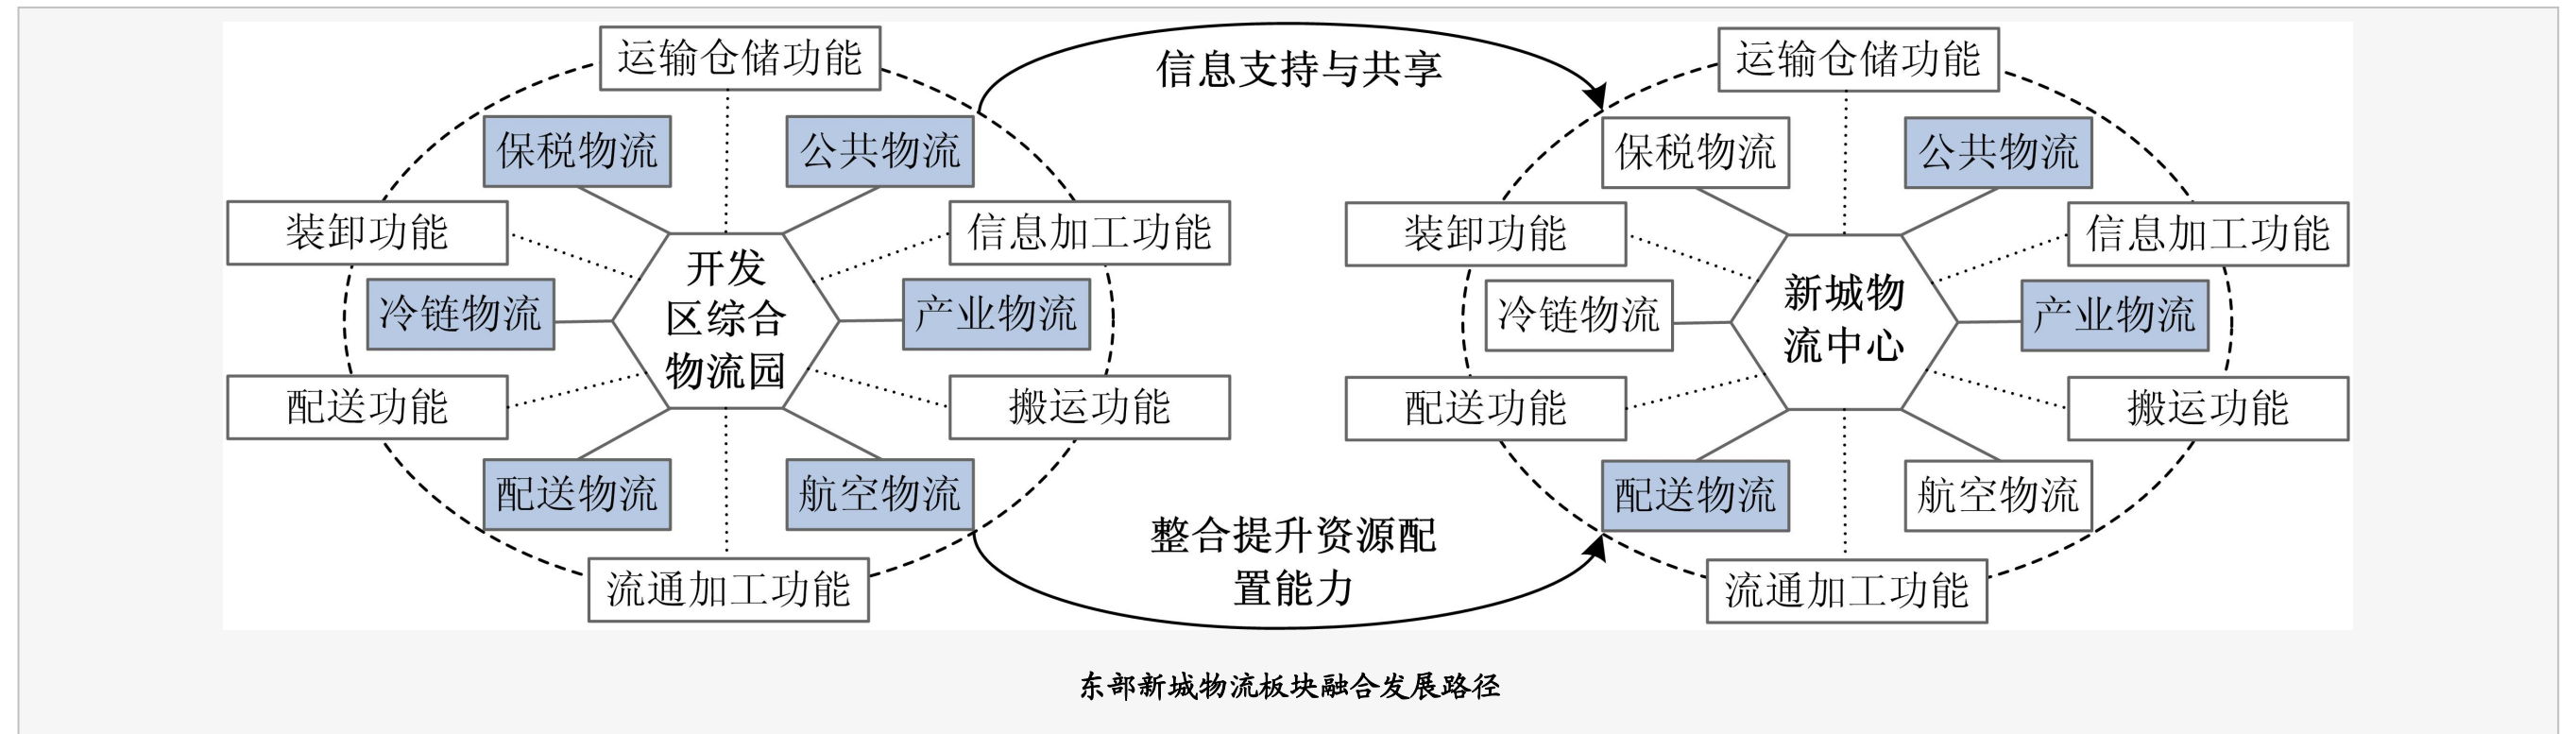 运输仓储功能
保税物流
公共物流
装卸功能
信息加工功能
开发
区综合
物流园
冷链物流
产业物流
配送功能
搬运功能
配送物流
航空物流
流通加工功能
信息支持与共享
整合提升资源配
置能力
运输仓储功能
保税物流
公共物流
装卸功能
信息加工功能
新城物
流中心
冷链物流
产业物流
配送功能
搬运功能
配送物流
航空物流
流通加工功能
东部新城物流板块融合发展路径